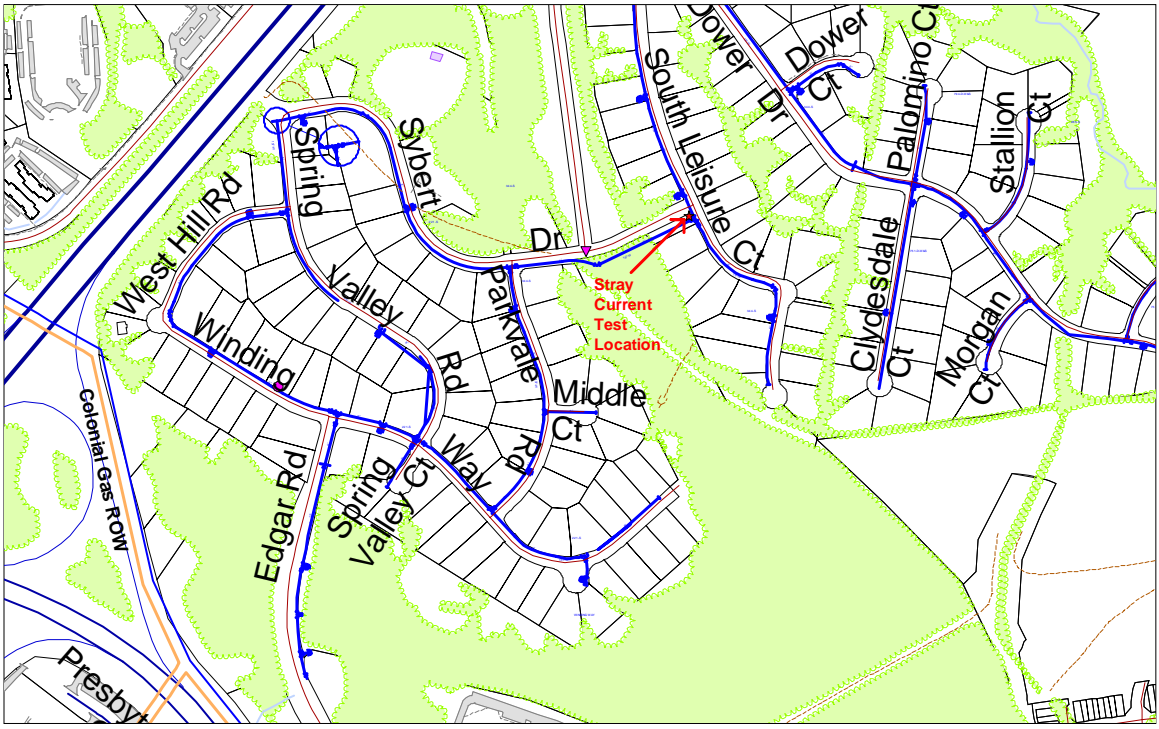 Dower
Dr
Dower
Ct
Palomino Ct
Stallion
Ct
South Leisure
Ct
Sybert
Dr
Spring
Valley
Rd
West Hill Rd
Winding
Way
Parkvale
Rd
Middle
Ct
Stray
Current
Test
Location
Clydesdale
Ct
Morgan
Ct
Colonial Gas ROW
Edgar Rd
Spring
Valley Ct
Presbyt